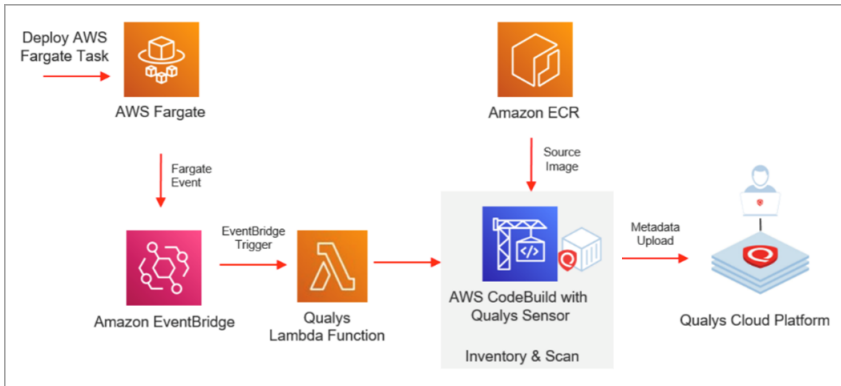 Deploy AWS
Fargate Task
AWS Fargate
Amazon ECR
Fargate
Event
Source
Image
EventBridge
Trigger
Metadata
Upload
Amazon EventBridge
Qualys
Lambda Function
AWS CodeBuild with
Qualys Sensor
Qualys Cloud Platform
Inventory & Scan